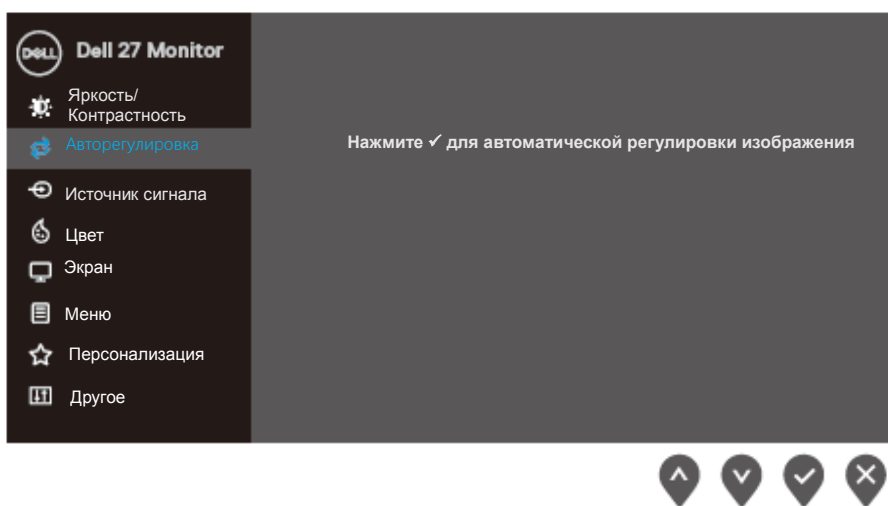 DELL
Dell 27 Monitor
Яркость/
Контрастность
Авторегулировка
Нажмите ✓ для автоматической регулировки изображения
Источник сигнала
Цвет
Экран
Меню
Персонализация
Другое